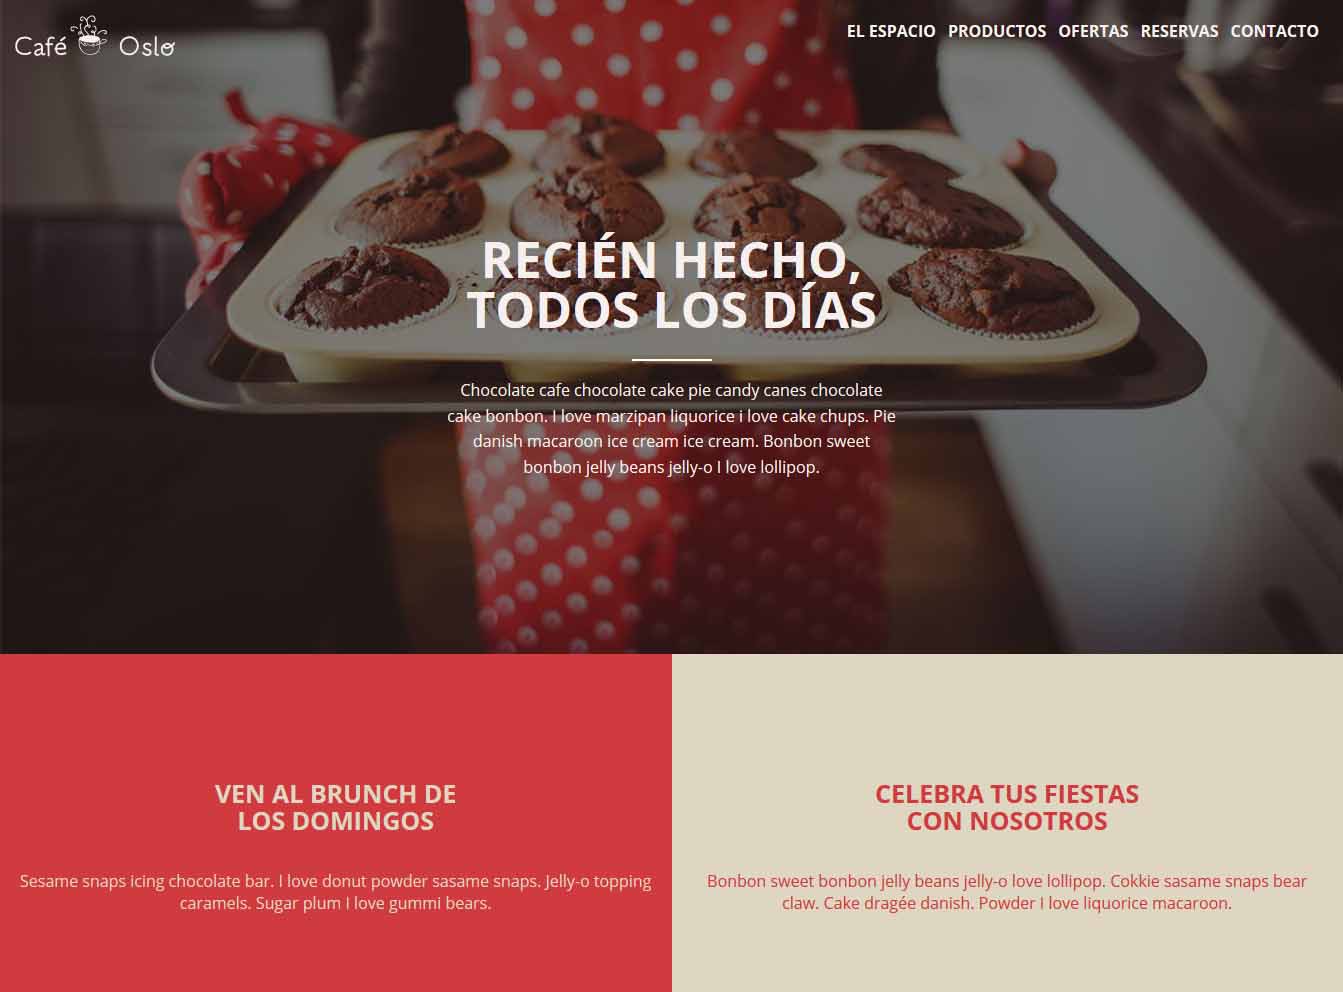 Café Oslo
EL ESPACIO PRODUCTOS OFERTAS RESERVAS CONTACTO
RECIÉN HECHO,
TODOS LOS DÍAS
Chocolate cafe chocolate cake pie candy canes chocolate
cake bonbon. I love marzipan liquorice i love cake chups. Pie
danish macaroon ice cream ice cream. Bonbon sweet
bonbon jelly beans jelly-o I love lollipop.
VEN AL BRUNCH DE
LOS DOMINGOS
Sesame snaps icing chocolate bar. I love donut powder sasame snaps. Jelly-o topping
caramels. Sugar plum I love gummi bears.
CELEBRA TUS FIESTAS
CON NOSOTROS
Bonbon sweet bonbon jelly beans jelly-o love lollipop. Cokkie sasame snaps bear
claw. Cake dragée danish. Powder I love liquorice macaroon.